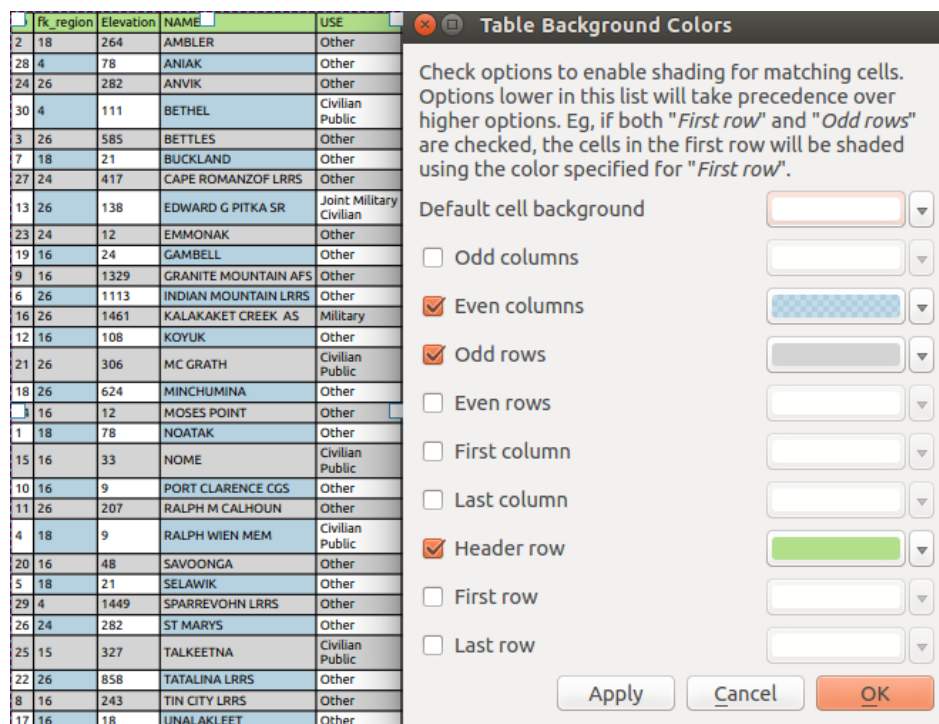 fk_region Elevation NAME USE
2 18 264 AMBLER Other
28 4 78 ANIAK Other
24 26 282 ANVIK Other
30 4 111 BETHEL Civilian Public
3 26 585 BETTLES Other
7 18 21 BUCKLAND Other
27 24 417 CAPE ROMANZOF LRRS Other
13 26 138 EDWARD G PITKA SR Joint Military Civilian
23 24 12 EMMONAK Other
19 16 24 GAMBELL Other
9 16 1329 GRANITE MOUNTAIN AFS Other
6 26 1113 INDIAN MOUNTAIN LRRS Other
16 26 1461 KALAKAKET CREEK AS Military
12 16 108 KOYUK Other
21 26 306 MC GRATH Civilian Public
18 26 624 MINCHUMINA Other
16 12 MOSES POINT Other
1 18 78 NOATAK Other
15 16 33 NOME Civilian Public
10 16 9 PORT CLARENCE CGS Other
11 26 207 RALPH M CALHOUN Other
4 18 9 RALPH WIEN MEM Civilian Public
20 16 48 SAVOONGA Other
5 18 21 SELAWIK Other
29 4 1449 SPARREVOHN LRRS Other
26 24 282 ST MARYS Other
25 15 327 TALKEETNA Civilian Public
22 26 858 TATALINA LRRS Other
8 16 243 TIN CITY LRRS Other
17 16 18 UNALAKLEET Other
Table Background Colors
Check options to enable shading for matching cells.
Options lower in this list will take precedence over
higher options. Eg, if both "First row" and "Odd rows"
are checked, the cells in the first row will be shaded
using the color specified for "First row".
Default cell background
Odd columns
Even columns
Odd rows
Even rows
First column
Last column
Header row
First row
Last row
Apply Cancel OK